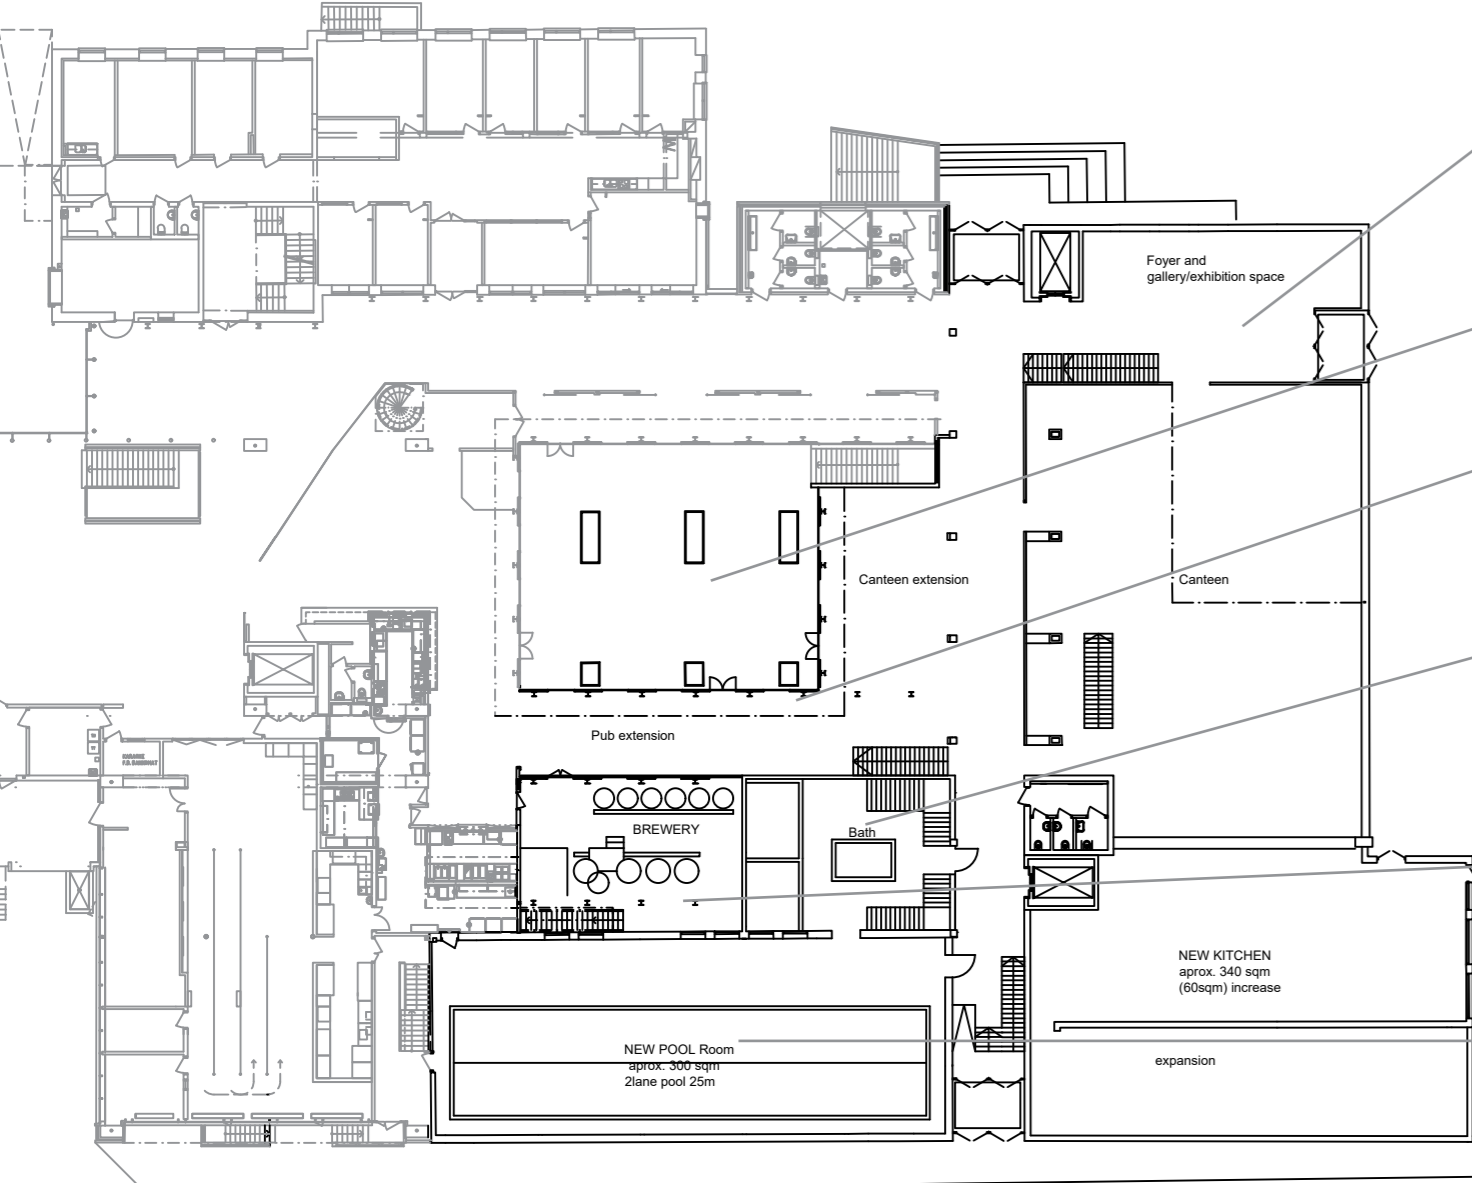 Foyer and
gallery/exhibition space
Canteen extension
Canteen
Pub extension
BREWERY
Bath
NEW KITCHEN
aprox. 340 sqm
(60sqm) increase
NEW POOL Room
aprox. 300 sqm
2lane pool 25m
expansion